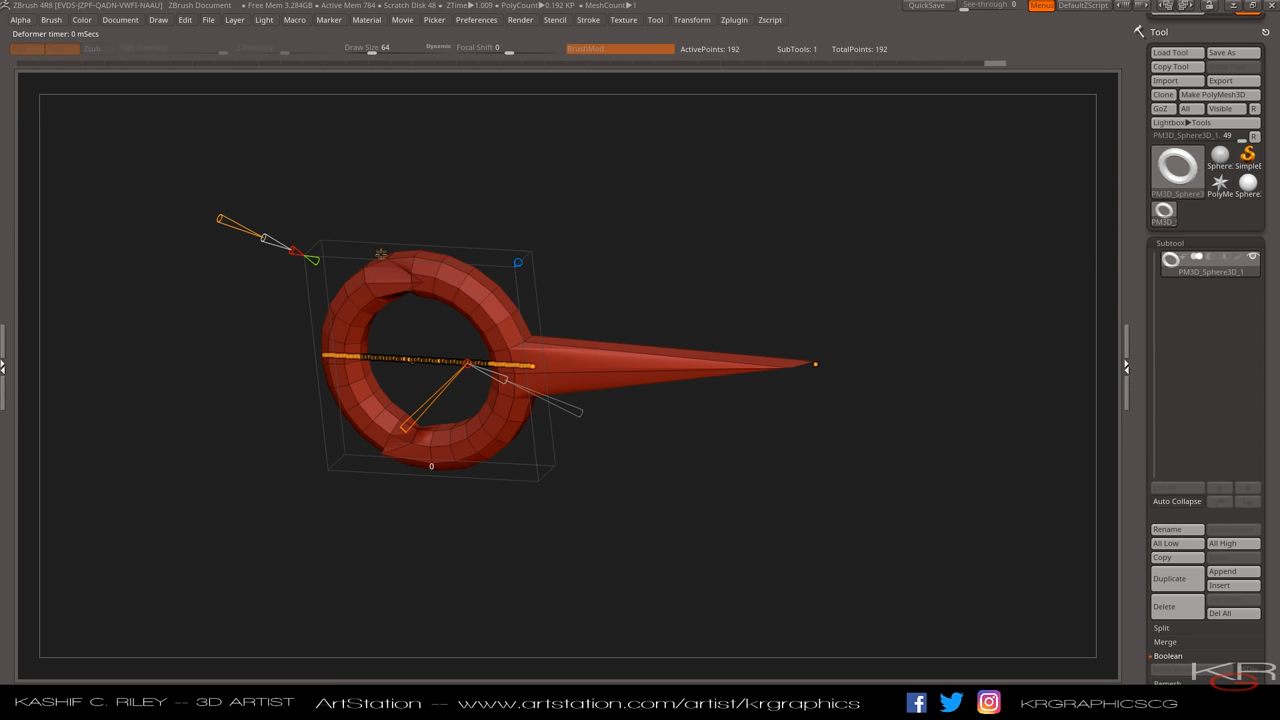 ZBrush 4R8 [EVDS-JZPF-QADN-VWFI-NAAU] ZBrush Document • Free Mem 3.284GB • Active Mem 784 • Scratch Disk 48 • ZTime▶1.009 • PolyCount▶0.192 KP • MeshCount▶1 QuickSave See-through 0 Menus DefaultZScript
Alpha Brush Color Document Draw Edit File Layer Light Macro Marker Material Movie Picker Preferences Render Stencil Stroke Texture Tool Transform Zplugin Zscript
Deformer timer: 0 mSecs
Draw Size 64 Dynamic Focal Shift 0 BrushMod ActivePoints: 192 SubTools: 1 TotalPoints: 192
0
Tool
Load Tool Save As
Copy Tool
Import Export
Clone Make PolyMesh3D
GoZ All Visible R
Lightbox▶Tools
PM3D_Sphere3D_1. 49 R
Sphere. SimpleB
PM3D_Sphere3 PolyMe Sphere.
PM3D_
Subtool
PM3D_Sphere3D_1
Auto Collapse
Rename
All Low All High
Copy
Duplicate Append
Insert
Delete Del All
Split
Merge
Boolean
Remesh
KR
G
KASHIF C. RILEY -- 3D ARTIST ArtStation -- www.artstation.com/artist/krgraphics KRGRAPHICSCG